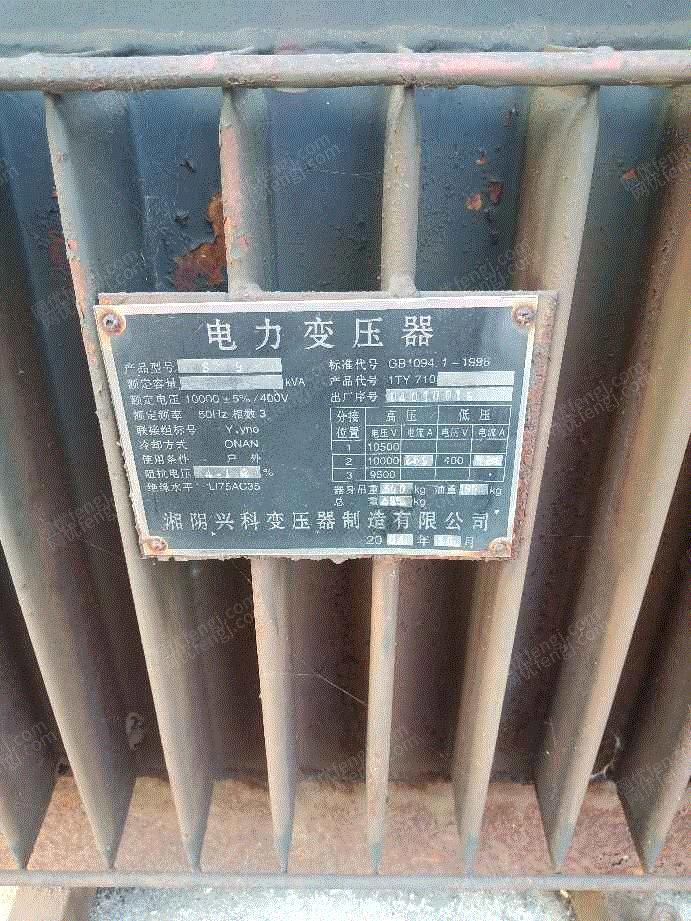 电力变压器
产品型号 S 9
标准代号 GB1094.1-1996
额定容量 kVA
产品代号 1TY 710
额定电压 10000±5%/400V
出厂序号
额定频率 50Hz 相数 3
联接组标号 Y,yno
冷却方式 ONAN
使用条件 户外
阻抗电压 %
绝缘水平 LI75AC35
分接位置 高压 低压
电压V 电流A 电压V 电流A
1 10500
2 10000 400
3 9500
器身吊重 kg 油重 kg
总重 kg
湘阴兴科变压器制造有限公司
20 年 月